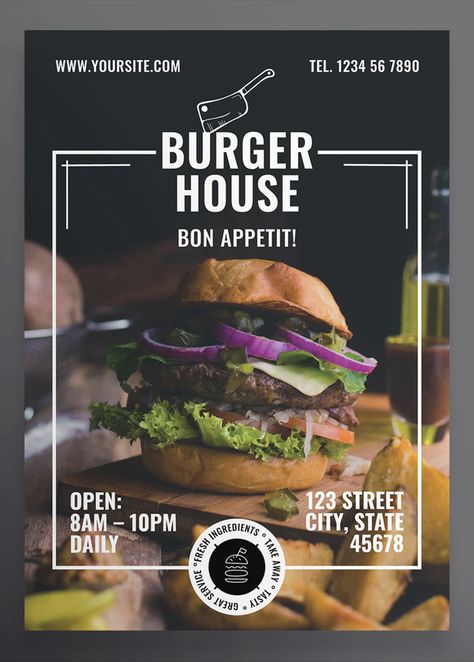 WWW.YOURSITE.COM
TEL. 1234 56 7890
BURGER
HOUSE
BON APPETIT!
OPEN:
8AM – 10PM
DAILY
123 STREET
CITY, STATE
45678
FRESH INGREDIENTS ° TAKE AWAY ° TASTY ° GREAT SERVICE °